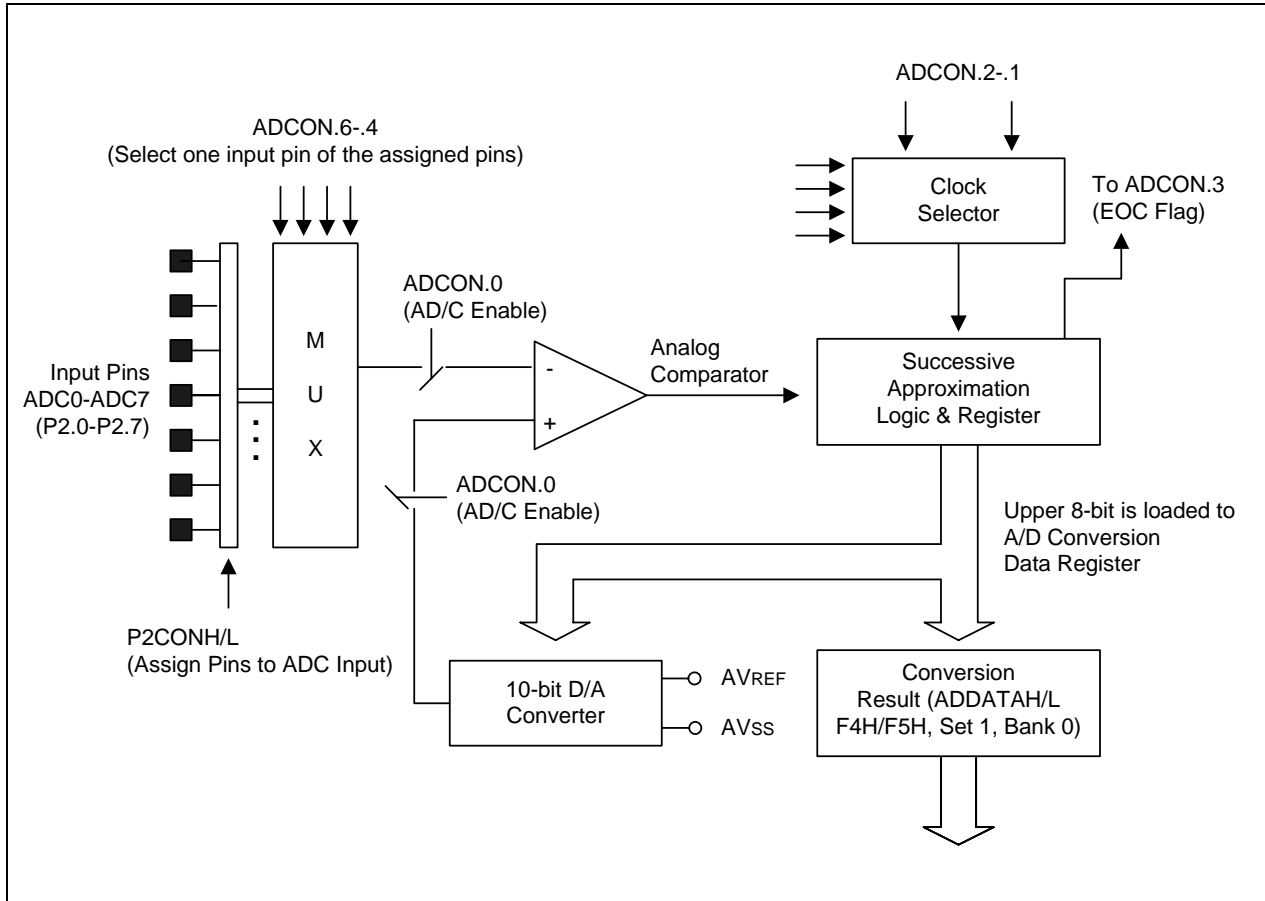 ADCON.2-.1
ADCON.6-.4
(Select one input pin of the assigned pins)
Clock
Selector
To ADCON.3
(EOC Flag)
ADCON.0
(AD/C Enable)
M
U
X
Input Pins
ADC0-ADC7
(P2.0-P2.7)
-
+
Analog
Comparator
Successive
Approximation
Logic & Register
ADCON.0
(AD/C Enable)
Upper 8-bit is loaded to
A/D Conversion
Data Register
P2CONH/L
(Assign Pins to ADC Input)
10-bit D/A
Converter
AVREF
AVSS
Conversion
Result (ADDATAH/L
F4H/F5H, Set 1, Bank 0)